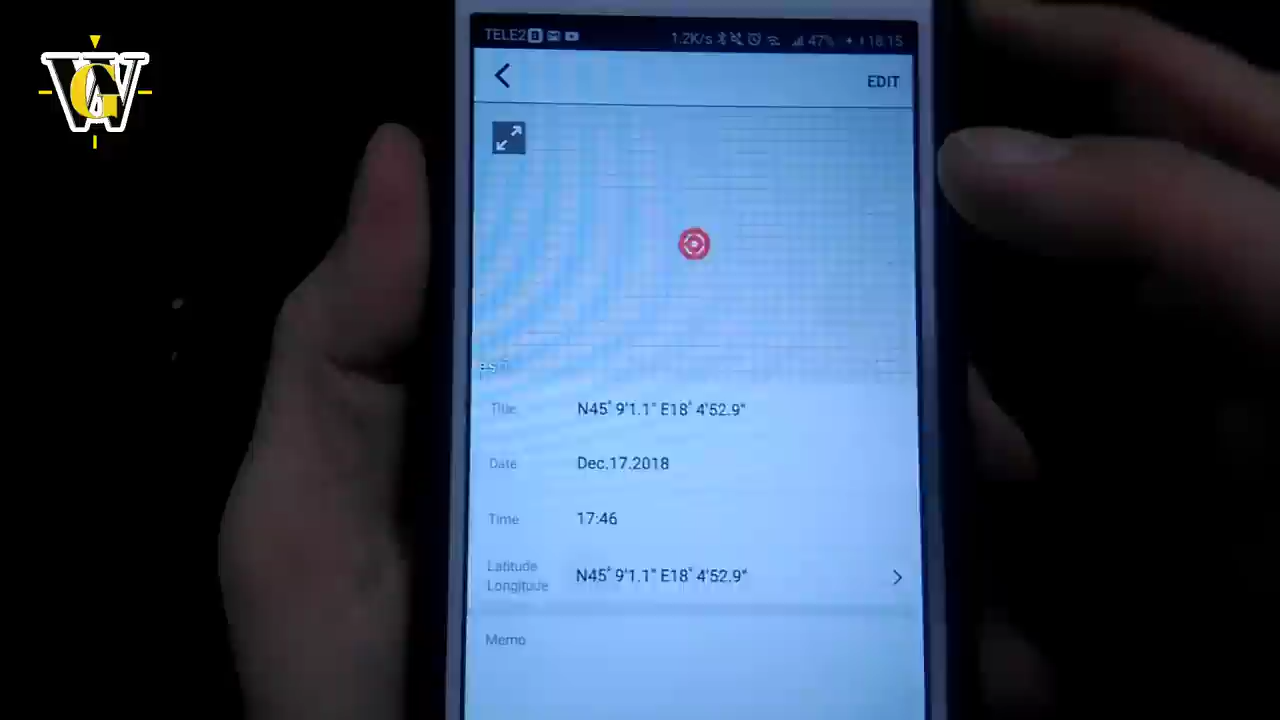 WG
TELE2 1.2K/s 47% 18:15
EDIT
Title N45° 9'1.1" E18° 4'52.9"
Date Dec.17.2018
Time 17:46
Latitude
Longitude N45° 9'1.1" E18° 4'52.9"
Memo